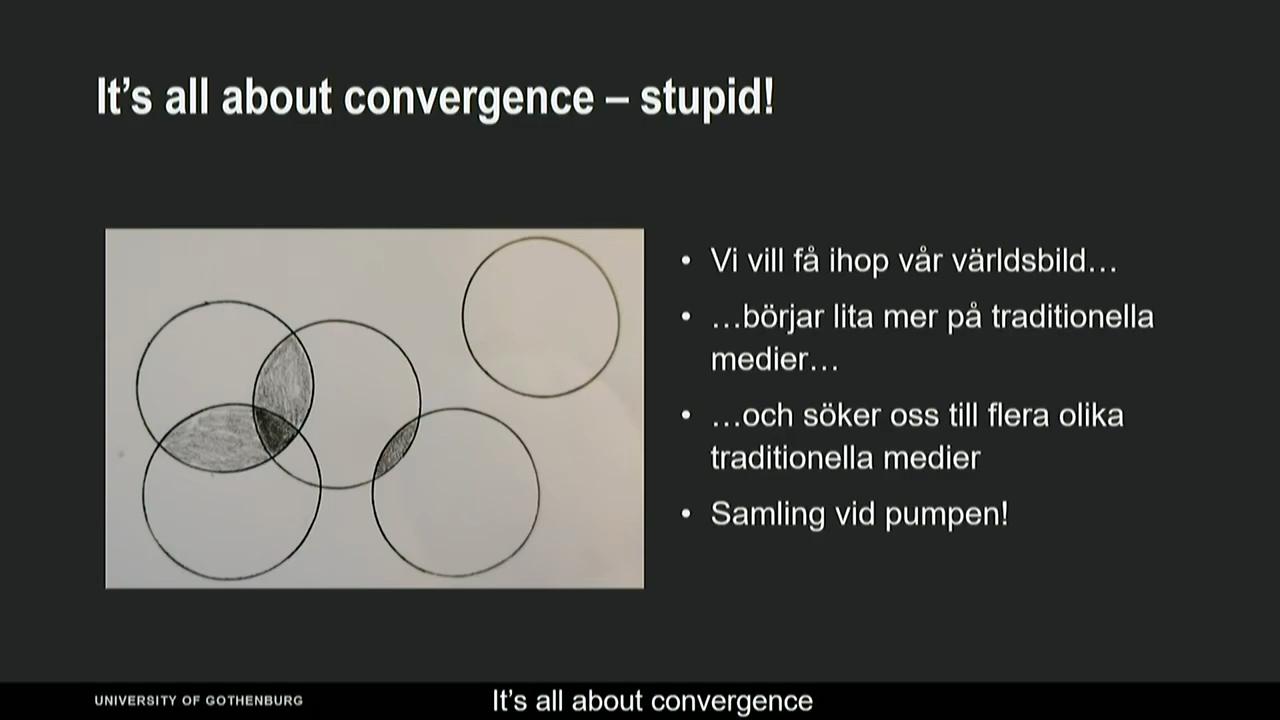 It's all about convergence – stupid!
• Vi vill få ihop vår världsbild…
• …börjar lita mer på traditionella
medier…
• …och söker oss till flera olika
traditionella medier
• Samling vid pumpen!
UNIVERSITY OF GOTHENBURG
It's all about convergence